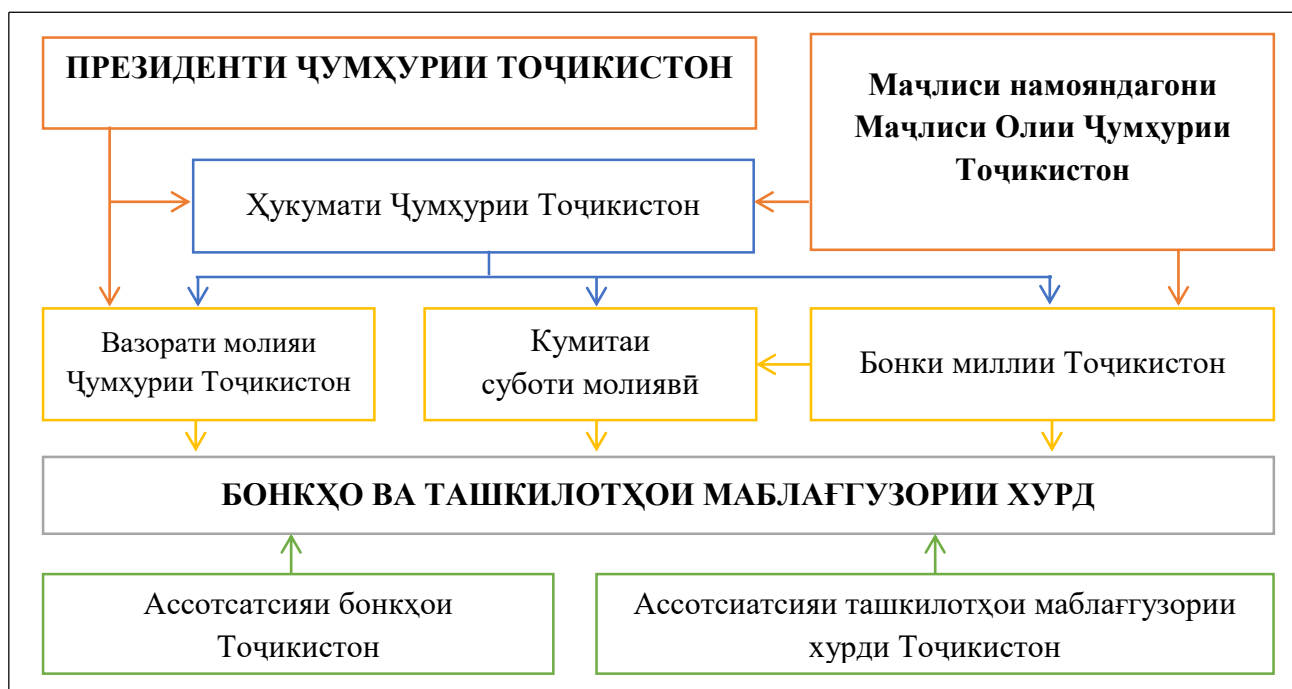 ПРЕЗИДЕНТИ ҶУМҲУРИИ ТОҶИКИСТОН
Маҷлиси намояндагони
Маҷлиси Олии Ҷумҳурии
Тоҷикистон
Ҳукумати Ҷумҳурии Тоҷикистон
Вазорати молияи
Ҷумҳурии Тоҷикистон
Кумитаи
суботи молиявӣ
Бонки миллии Тоҷикистон
БОНКҲО ВА ТАШКИЛОТҲОИ МАБЛАҒГУЗОРИИ ХУРД
Ассотсатсияи бонкҳои
Тоҷикистон
Ассотсиатсияи ташкилотҳои маблағгузории
хурди Тоҷикистон